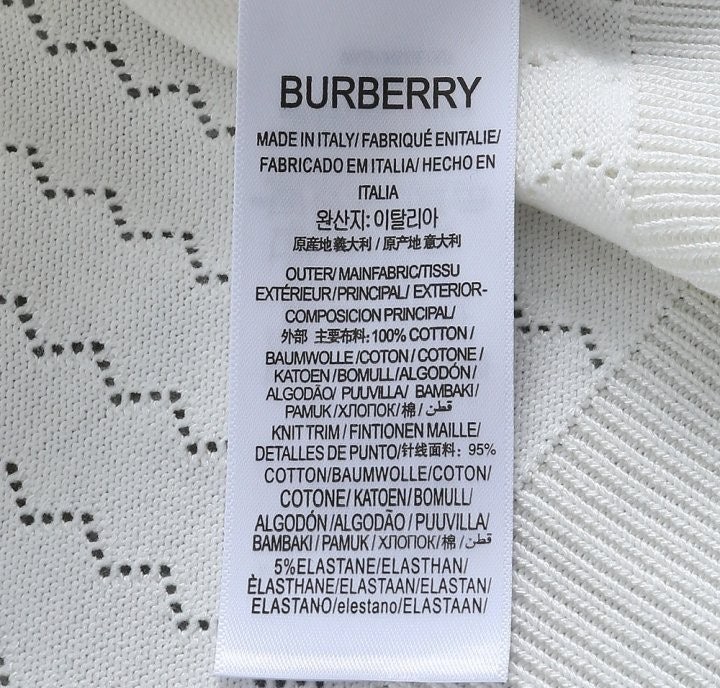 BURBERRY
MADE IN ITALY/ FABRIQUÉ ENITALIE/
FABRICADO EM ITALIA/ HECHO EN
ITALIA
완산지: 이탈리아
原産地義大利 / 原产地 意大利
OUTER/ MAINFABRIC/TISSU
EXTÉRIEUR/PRINCIPAL/ EXTERIOR-
COMPOSICION PRINCIPAL/
外部 主要布料: 100% COTTON /
BAUMWOLLE /COTON / COTONE /
KATOEN /BOMULL/ALGODÓN/
ALGODÃO/ PUUVILLA/ BAMBAKI/
PAMUK /ХЛОПОК/ 棉 / قطن
KNIT TRIM / FINTIONEN MAILLE/
DETALLES DE PUNTO/针线面料: 95%
COTTON/BAUMWOLLE/COTON/
COTONE/ KATOEN/BOMULL/
ALGODÓN /ALGODÃO / PUUVILLA/
BAMBAKI / PAMUK / ХЛОПОК/ 棉 /قطن
5%ELASTANE/ELASTHAN/
ÈLASTHANE/ELASTAAN/ELASTAN/
ELASTANO/elestano/ELASTAAN/